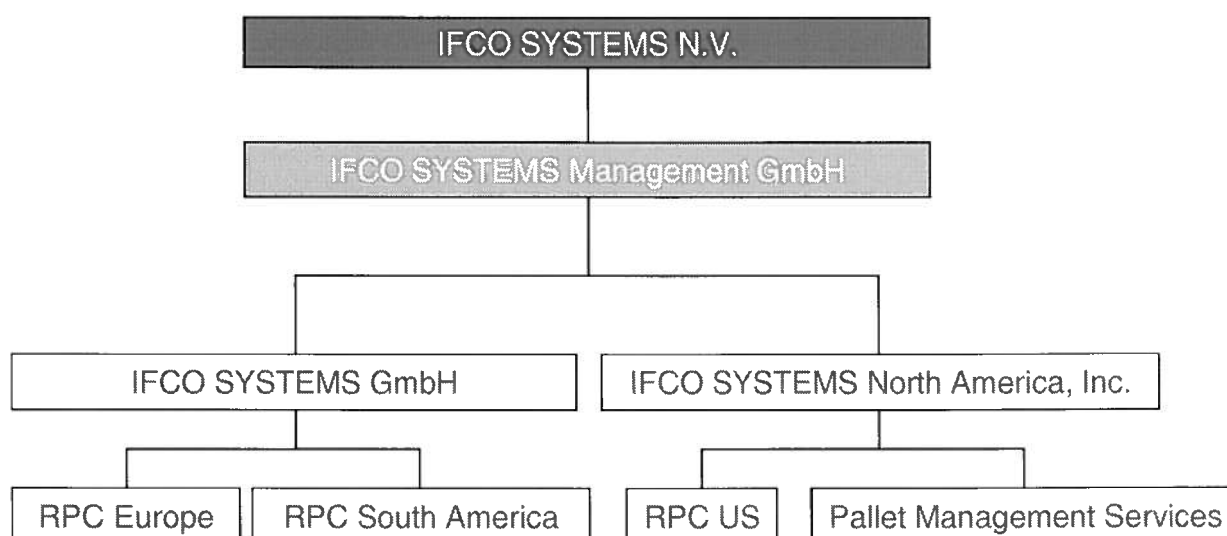 IFCO SYSTEMS N.V.
IFCO SYSTEMS Management GmbH
IFCO SYSTEMS GmbH
IFCO SYSTEMS North America, Inc.
RPC Europe
RPC South America
RPC US
Pallet Management Services